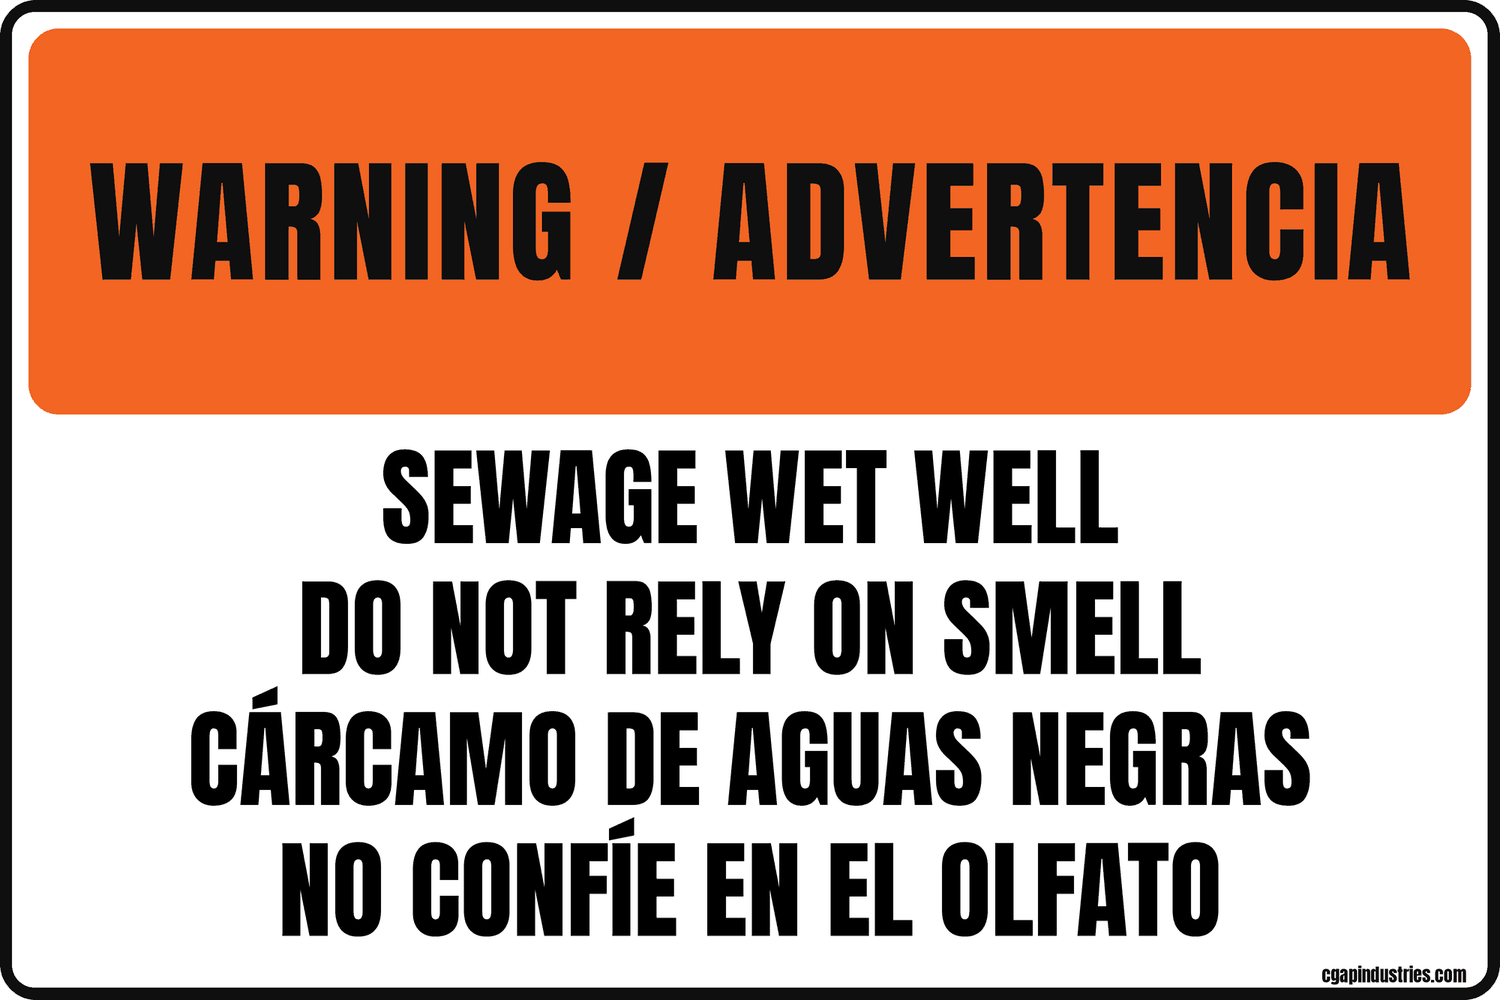 WARNING / ADVERTENCIA
SEWAGE WET WELL
DO NOT RELY ON SMELL
CÁRCAMO DE AGUAS NEGRAS
NO CONFÍE EN EL OLFATO
cgapindustries.com